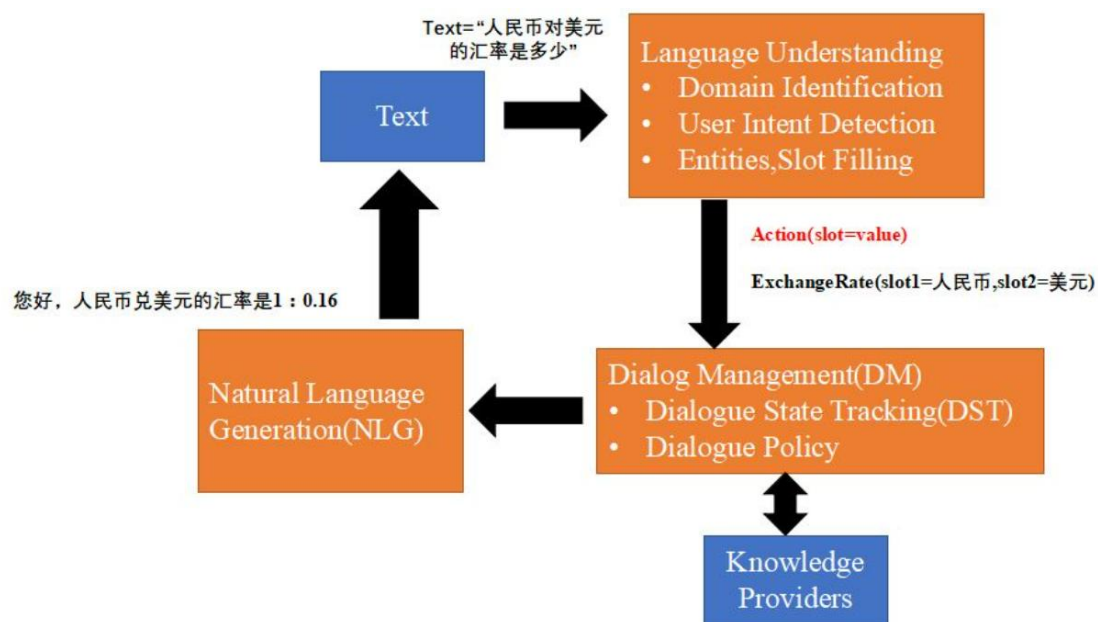 Text=“人民币对美元
的汇率是多少”
Text
Language Understanding
• Domain Identification
• User Intent Detection
• Entities,Slot Filling
Action(slot=value)
ExchangeRate(slot1=人民币,slot2=美元)
您好，人民币兑美元的汇率是1：0.16
Natural Language
Generation(NLG)
Dialog Management(DM)
• Dialogue State Tracking(DST)
• Dialogue Policy
Knowledge
Providers